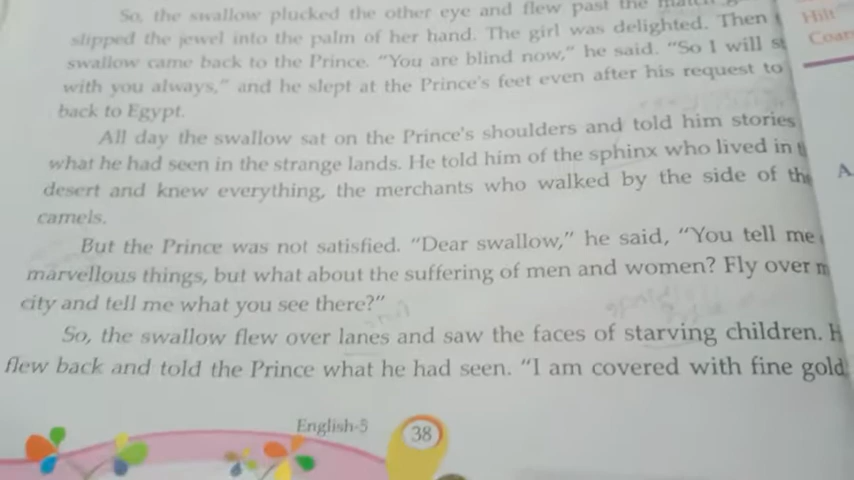 So, the swallow plucked the other eye and flew past the match
slipped the jewel into the palm of her hand. The girl was delighted. Then
swallow came back to the Prince. “You are blind now,” he said. “So I will
with you always,” and he slept at the Prince's feet even after his request to
back to Egypt.
All day the swallow sat on the Prince's shoulders and told him stories
what he had seen in the strange lands. He told him of the sphinx who lived in
desert and knew everything, the merchants who walked by the side of the
camels.
But the Prince was not satisfied. “Dear swallow,” he said, “You tell me
marvellous things, but what about the suffering of men and women? Fly over
city and tell me what you see there?”
So, the swallow flew over lanes and saw the faces of starving children.
flew back and told the Prince what he had seen. “I am covered with fine gold
English-5
38
Hilt
A